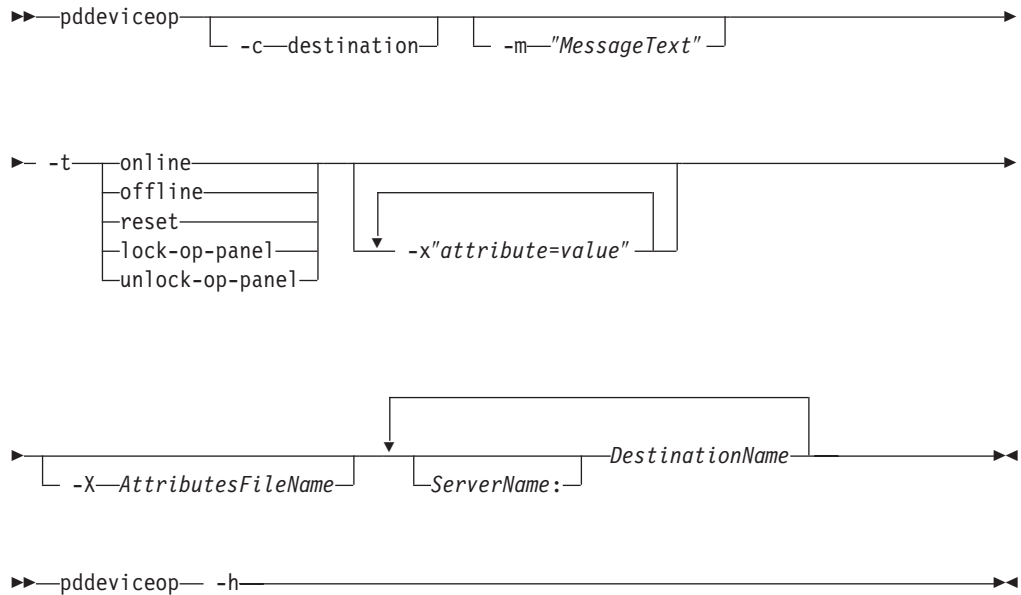 pddeviceop
-c destination -m "MessageText"
-t online
offline
reset
lock-op-panel
unlock-op-panel
-x"attribute=value"
DestinationName
-X AttributesFileName ServerName:
pddeviceop -h